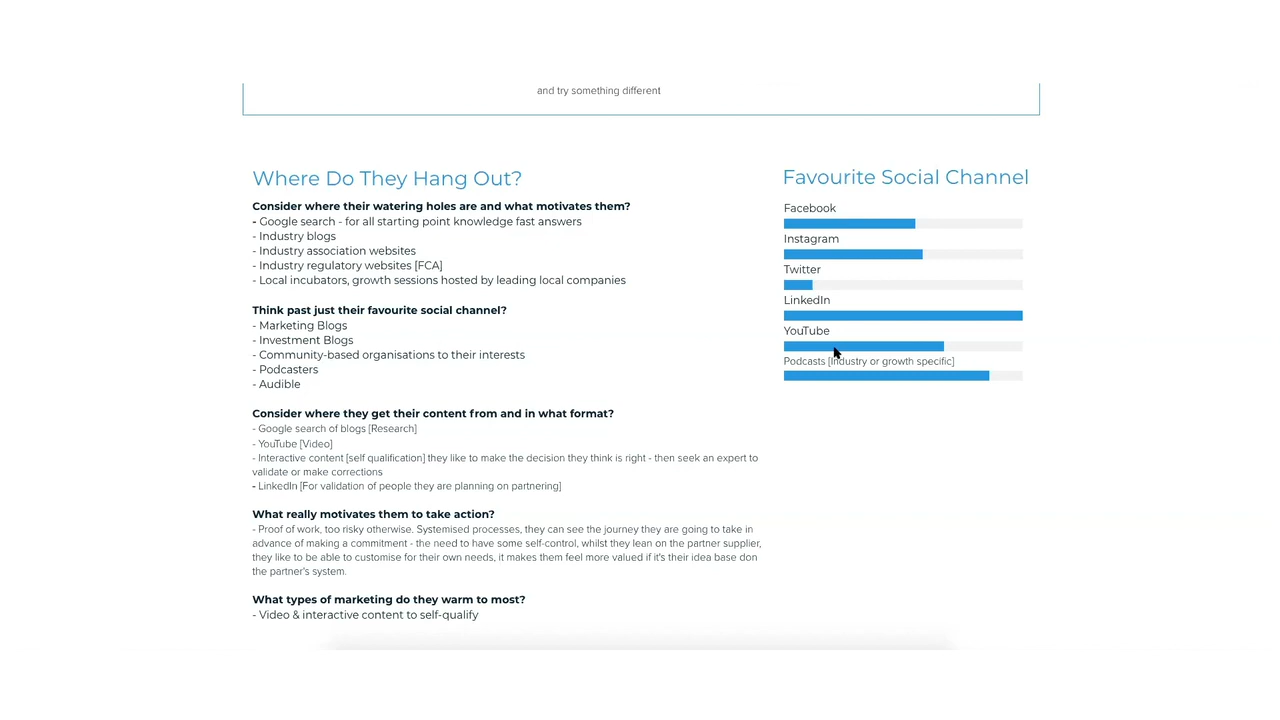 and try something different
Where Do They Hang Out?
Consider where their watering holes are and what motivates them?
- Google search - for all starting point knowledge fast answers
- Industry blogs
- Industry association websites
- Industry regulatory websites [FCA]
- Local incubators, growth sessions hosted by leading local companies
Think past just their favourite social channel?
- Marketing Blogs
- Investment Blogs
- Community-based organisations to their interests
- Podcasters
- Audible
Consider where they get their content from and in what format?
- Google search of blogs [Research]
- YouTube [Video]
- Interactive content [self qualification] they like to make the decision they think is right - then seek an expert to
validate or make corrections
- LinkedIn [For validation of people they are planning on partnering]
What really motivates them to take action?
- Proof of work, too risky otherwise. Systemised processes, they can see the journey they are going to take in
advance of making a commitment - the need to have some self-control, whilst they lean on the partner supplier,
they like to be able to customise for their own needs, it makes them feel more valued if it's their idea base don
the partner's system.
What types of marketing do they warm to most?
- Video & interactive content to self-qualify
Favourite Social Channel
Facebook
Instagram
Twitter
LinkedIn
YouTube
Podcasts [Industry or growth specific]